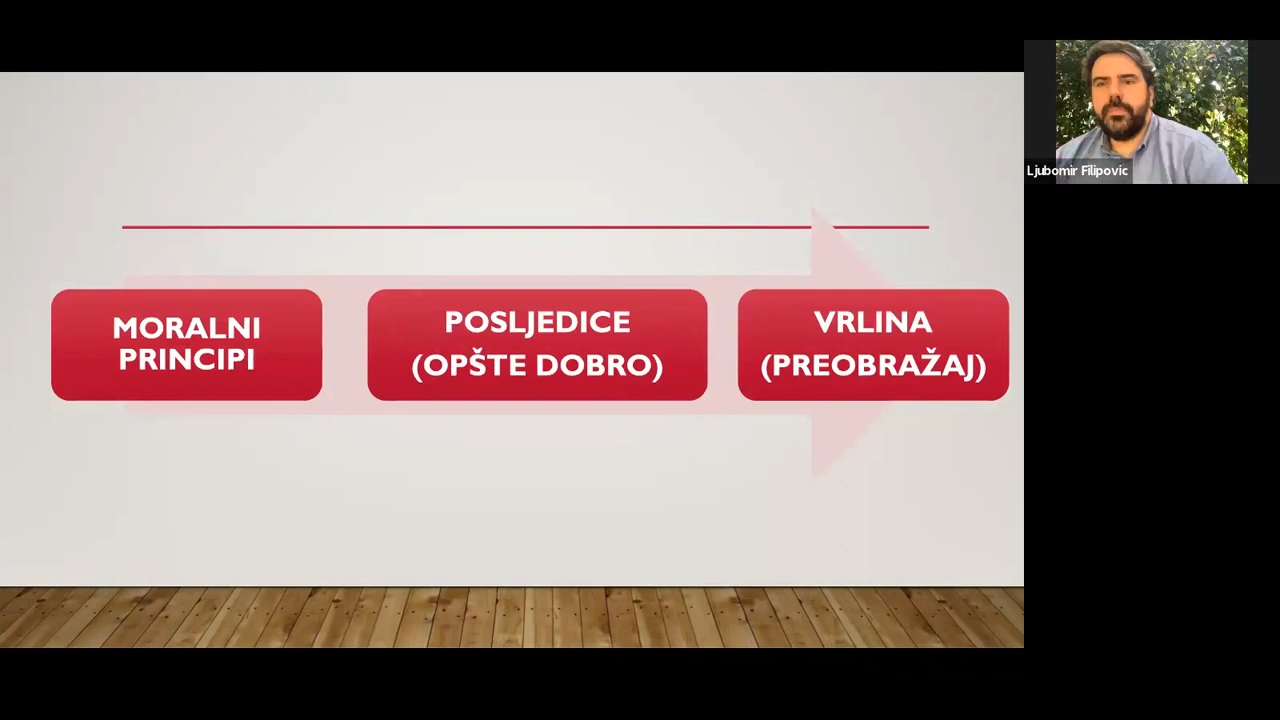 MORALNI
PRINCIPI
POSLJEDICE
(OPŠTE DOBRO)
VRLINA
(PREOBRAŽAJ)
Ljubomir Filipovic